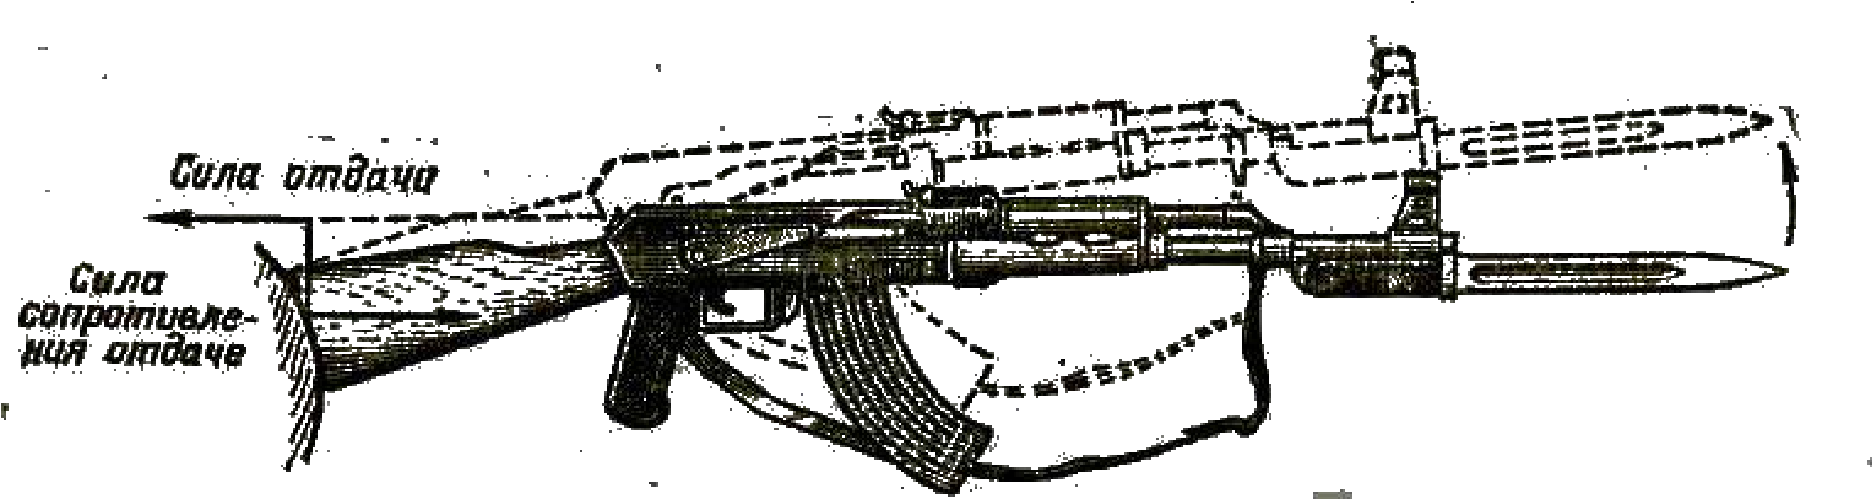 Сила отдачи
Сила
сопротивле-
ния отдаче